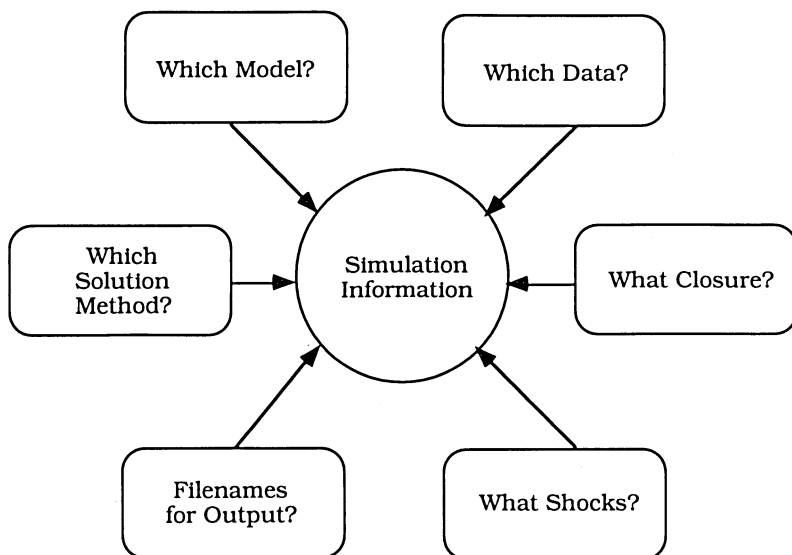 Which Model?
Which Data?
Which
Solution
Method?
Simulation
Information
What Closure?
Filenames
for Output?
What Shocks?